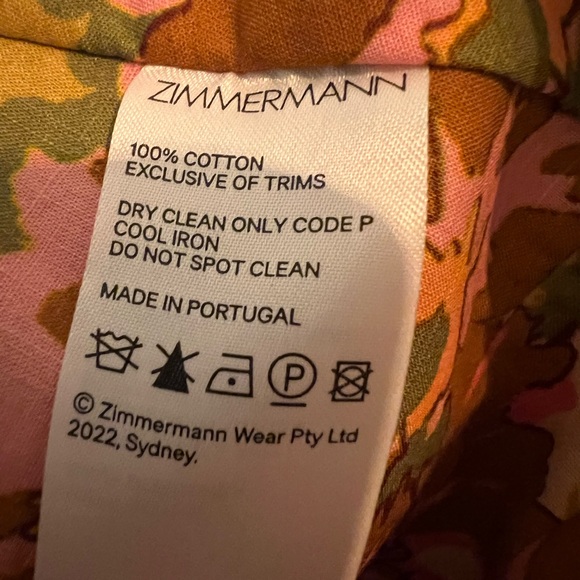 ZIMMERMANN
100% COTTON
EXCLUSIVE OF TRIMS
DRY CLEAN ONLY CODE P
COOL IRON
DO NOT SPOT CLEAN
MADE IN PORTUGAL
P
© Zimmermann Wear Pty Ltd
2022, Sydney.